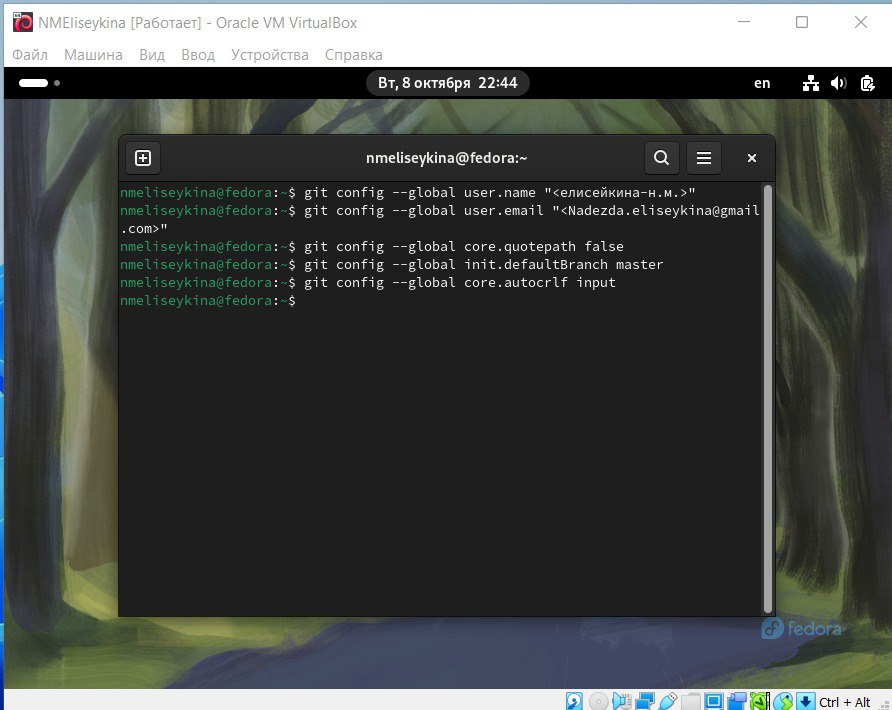 NMEliseykina [Работает] - Oracle VM VirtualBox
Файл Машина Вид Ввод Устройства Справка
Вт, 8 октября 22:44 en
nmeliseykina@fedora:~
nmeliseykina@fedora:~$ git config --global user.name "<елисейкина-н.м.>"
nmeliseykina@fedora:~$ git config --global user.email "<Nadezda.eliseykina@gmail
.com>"
nmeliseykina@fedora:~$ git config --global core.quotepath false
nmeliseykina@fedora:~$ git config --global init.defaultBranch master
nmeliseykina@fedora:~$ git config --global core.autocrlf input
nmeliseykina@fedora:~$
fedora
Ctrl + Alt